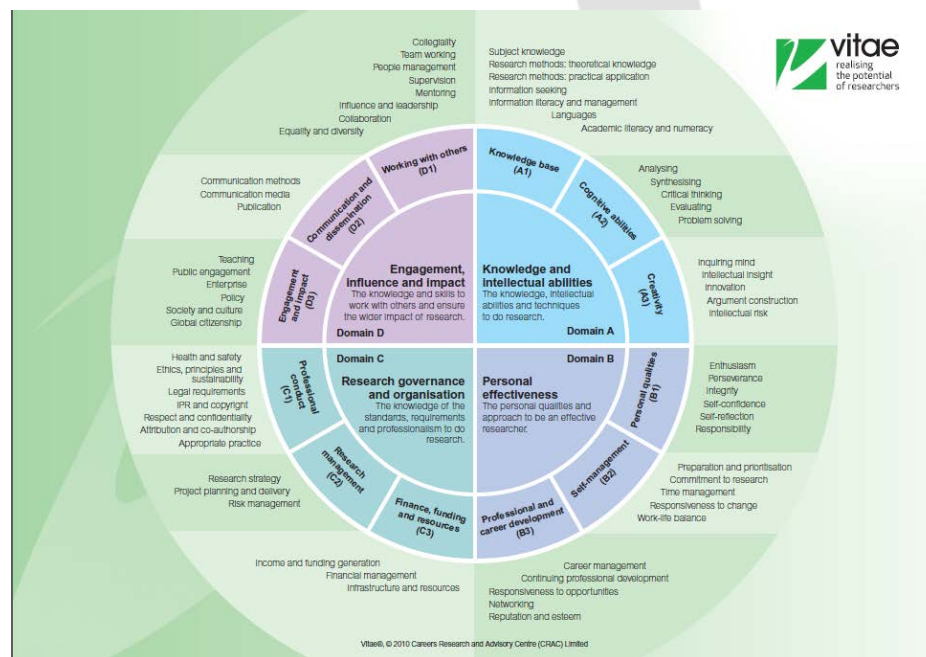 vitae
realising
the potential
of researchers
Collegiality
Team working
People management
Supervision
Mentoring
Influence and leadership
Collaboration
Equality and diversity
Subject knowledge
Research methods: theoretical knowledge
Research methods: practical application
Information seeking
Information literacy and management
Languages
Academic literacy and numeracy
Working with others
(D1)
Knowledge base
(A1)
Communication methods
Communication media
Publication
Communication and
dissemination
(D2)
Cognitive abilities
(A2)
Analysing
Synthesising
Critical thinking
Evaluating
Problem solving
Teaching
Public engagement
Enterprise
Policy
Society and culture
Global citizenship
Engagement
and impact
(D3)
Engagement,
influence and impact
The knowledge and skills to
work with others and ensure
the wider impact of research.
Domain D
Knowledge and
intellectual abilities
The knowledge, intellectual
abilities and techniques
to do research.
Domain A
Creativity
(A3)
Inquiring mind
Intellectual insight
Innovation
Argument construction
Intellectual risk
Health and safety
Ethics, principles and
sustainability
Legal requirements
IPR and copyright
Respect and confidentiality
Attribution and co-authorship
Appropriate practice
Professional
conduct
(C1)
Domain C
Research governance
and organisation
The knowledge of the
standards, requirements
and professionalism to do
research.
Domain B
Personal
effectiveness
The personal qualities and
approach to be an effective
researcher.
Personal qualities
(B1)
Enthusiasm
Perseverance
Integrity
Self-confidence
Self-reflection
Responsibility
Research strategy
Project planning and delivery
Risk management
Research
management
(C2)
Self-management
(B2)
Preparation and prioritisation
Commitment to research
Time management
Responsiveness to change
Work-life balance
Finance, funding
and resources
(C3)
Professional and
career development
(B3)
Income and funding generation
Financial management
Infrastructure and resources
Career management
Continuing professional development
Responsiveness to opportunities
Networking
Reputation and esteem
Vitae®, © 2010 Careers Research and Advisory Centre (CRAC) Limited